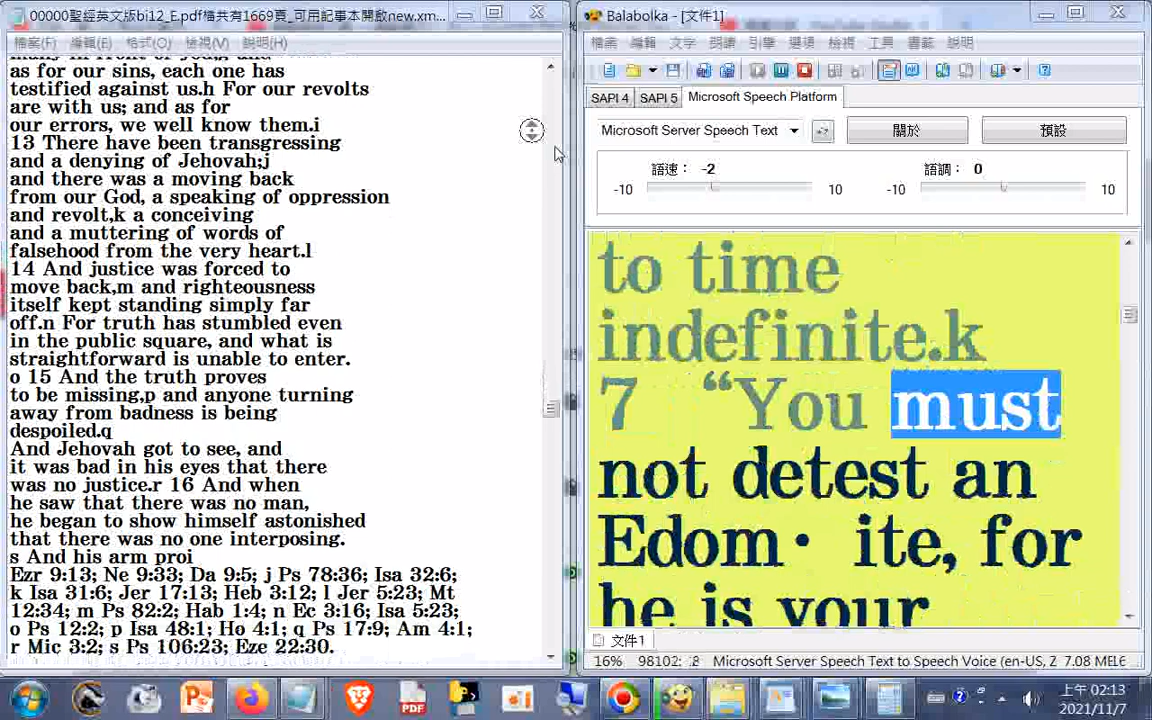 00000聖經英文版bi12_E.pdf檔共有1669頁_可用記事本開啟new.xm...
檔案(F) 編輯(E) 格式(O) 檢視(V) 說明(H)
as for our sins, each one has
testified against us.h For our revolts
are with us; and as for
our errors, we well know them.i
13 There have been transgressing
and a denying of Jehovah;j
and there was a moving back
from our God, a speaking of oppression
and revolt,k a conceiving
and a muttering of words of
falsehood from the very heart.l
14 And justice was forced to
move back,m and righteousness
itself kept standing simply far
off.n For truth has stumbled even
in the public square, and what is
straightforward is unable to enter.
o 15 And the truth proves
to be missing,p and anyone turning
away from badness is being
despoiled.q
And Jehovah got to see, and
it was bad in his eyes that there
was no justice.r 16 And when
he saw that there was no man,
he began to show himself astonished
that there was no one interposing.
s And his arm proi
Ezr 9:13; Ne 9:33; Da 9:5; j Ps 78:36; Isa 32:6;
k Isa 31:6; Jer 17:13; Heb 3:12; l Jer 5:23; Mt
12:34; m Ps 82:2; Hab 1:4; n Ec 3:16; Isa 5:23;
o Ps 12:2; p Isa 48:1; Ho 4:1; q Ps 17:9; Am 4:1;
r Mic 3:2; s Ps 106:23; Eze 22:30.
Balabolka - [文件1]
檔案 編輯 文字 朗讀 引擎 選項 檢視 工具 書籤 說明
SAPI 4 SAPI 5 Microsoft Speech Platform
Microsoft Server Speech Text 關於 預設
語速： -2 語調： 0
-10 10 -10 10
to time
indefinite.k
7 “You must
not detest an
Edom· ite, for
he is your
文件1
16% Microsoft Server Speech Text to Speech Voice (en-US, 
PDF
上午 02:13
2021/11/7